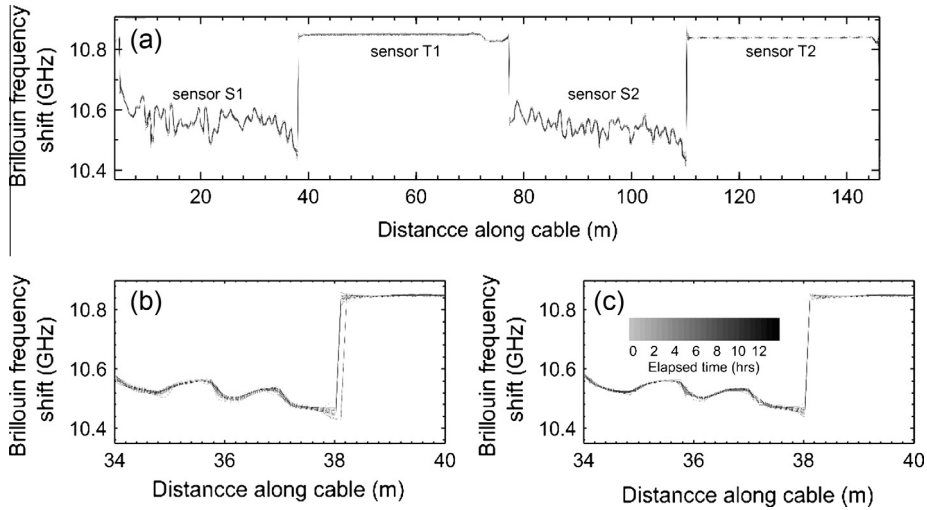 (a)
Brillouin frequency
shift (GHz)
10.8
10.6
10.4
sensor S1
sensor T1
sensor S2
sensor T2
20 40 60 80 100 120 140
Distancce along cable (m)
(b)
Brillouin frequency
shift (GHz)
10.8
10.6
10.4
34 36 38 40
Distancce along cable (m)
(c)
Brillouin frequency
shift (GHz)
10.8
10.6
10.4
0 2 4 6 8 10 12
Elapsed time (hrs)
34 36 38 40
Distancce along cable (m)